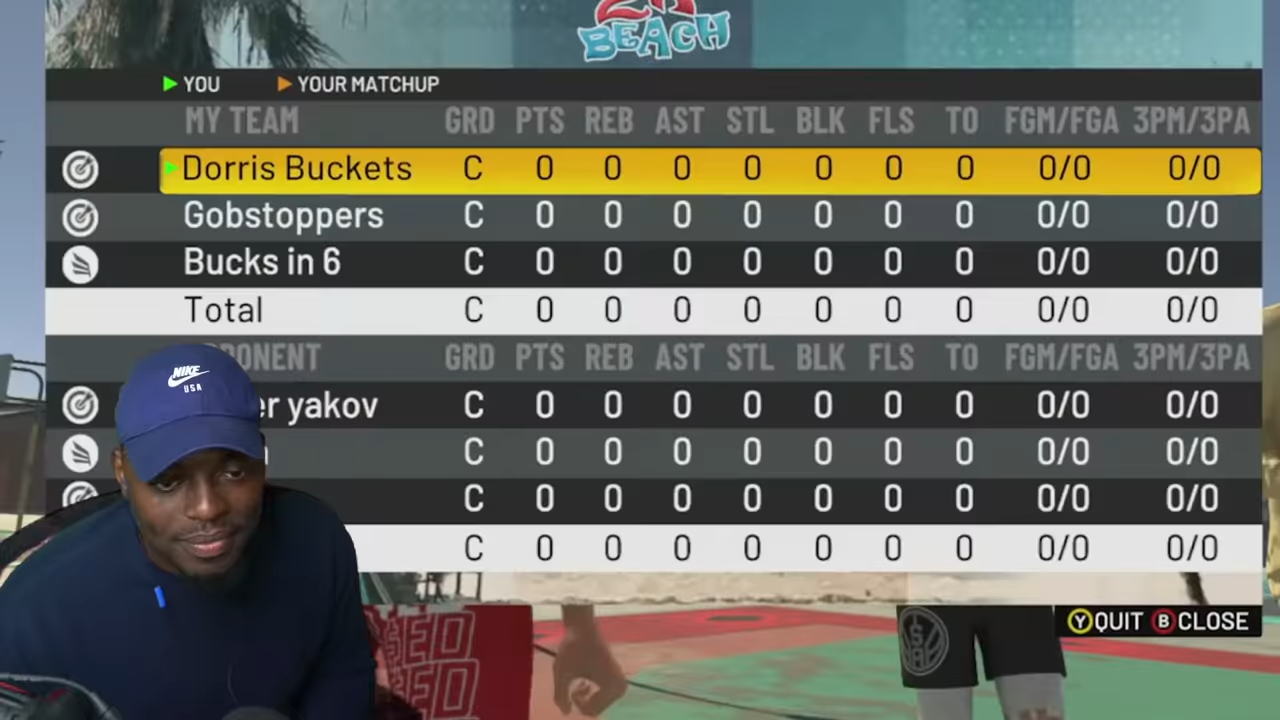 2K
BEACH
YOU YOUR MATCHUP
MY TEAM GRD PTS REB AST STL BLK FLS TO FGM/FGA 3PM/3PA
Dorris Buckets C 0 0 0 0 0 0 0 0/0 0/0
Gobstoppers C 0 0 0 0 0 0 0 0/0 0/0
Bucks in 6 C 0 0 0 0 0 0 0 0/0 0/0
Total C 0 0 0 0 0 0 0 0/0 0/0
GRD PTS REB AST STL BLK FLS TO FGM/FGA 3PM/3PA
yakov C 0 0 0 0 0 0 0 0/0 0/0
C 0 0 0 0 0 0 0 0/0 0/0
C 0 0 0 0 0 0 0 0/0 0/0
C 0 0 0 0 0 0 0 0/0 0/0
NIKE
USA
Y QUIT B CLOSE